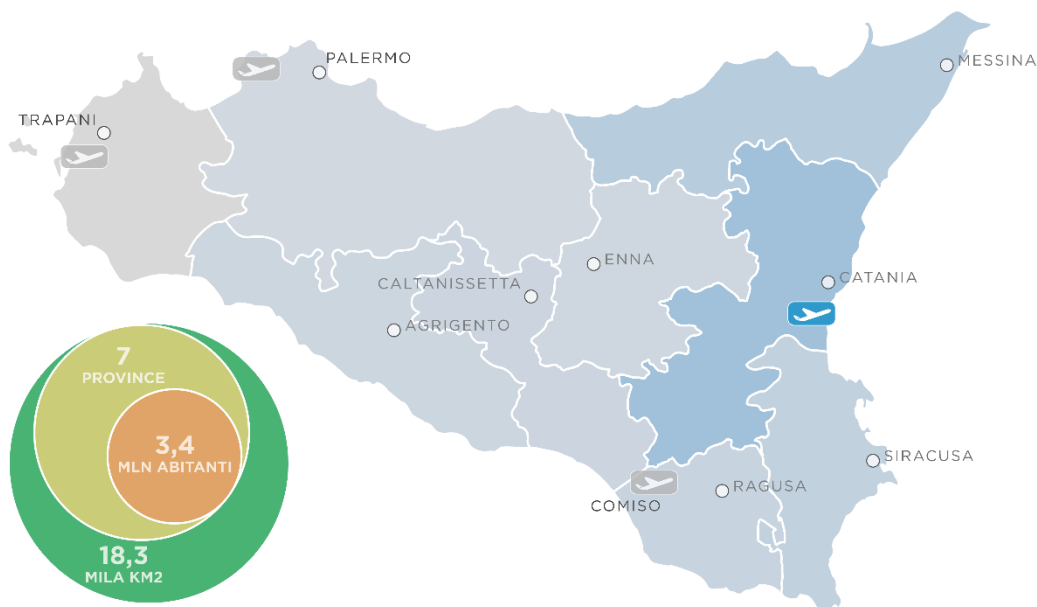 PALERMO
MESSINA
TRAPANI
ENNA
CATANIA
CALTANISSETTA
AGRIGENTO
7
PROVINCE
3,4
MLN ABITANTI
SIRACUSA
RAGUSA
COMISO
18,3
MILA KM2